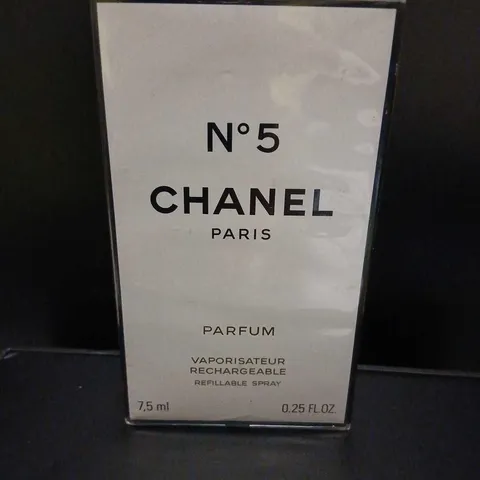 N°5
CHANEL
PARIS
PARFUM
VAPORISATEUR
RECHARGEABLE
REFILLABLE SPRAY
7,5 ml 0.25 FL.OZ.